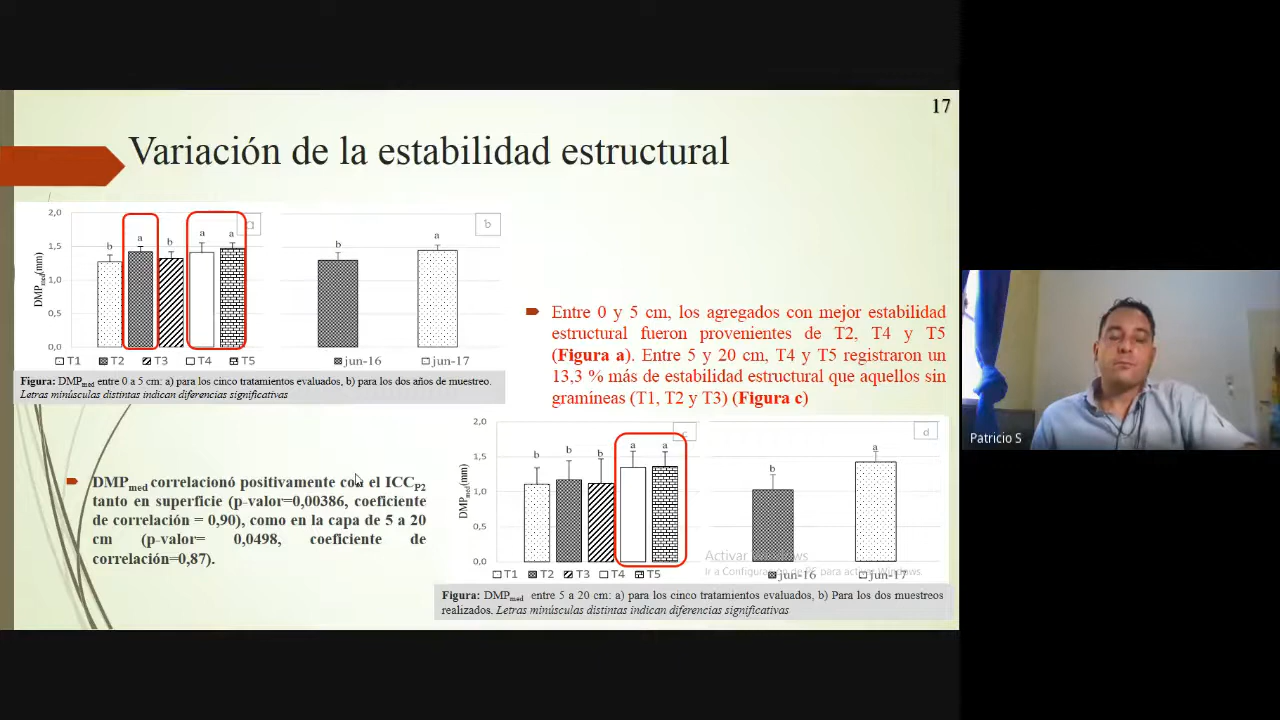 17
Variación de la estabilidad estructural
2,0
1,5
1,0
0,5
0,0
DMPmed(mm)
b
a
b
a
a
a
T1 T2 T3 T4 T5
b
a
b
jun-16 jun-17
Figura: DMPmed entre 0 a 5 cm: a) para los cinco tratamientos evaluados, b) para los dos años de muestreo.
Letras minúsculas distintas indican diferencias significativas
Entre 0 y 5 cm, los agregados con mejor estabilidad
estructural fueron provenientes de T2, T4 y T5
(Figura a). Entre 5 y 20 cm, T4 y T5 registraron un
13,3 % más de estabilidad estructural que aquellos sin
gramíneas (T1, T2 y T3) (Figura c)
DMPmed correlacionó positivamente con el ICCP2
tanto en superficie (p-valor=0,00386, coeficiente
de correlación = 0,90), como en la capa de 5 a 20
cm (p-valor= 0,0498, coeficiente de
correlación=0,87).
2,0
1,5
1,0
0,5
0,0
DMPmed(mm)
b
b
b
a
a
c
T1 T2 T3 T4 T5
b
a
d
jun-16 jun-17
Activar Windows
Ir a Configuración de PC para activar Windows.
Figura: DMPmed entre 5 a 20 cm: a) para los cinco tratamientos evaluados, b) Para los dos muestreos
realizados. Letras minúsculas distintas indican diferencias significativas
Patricio S